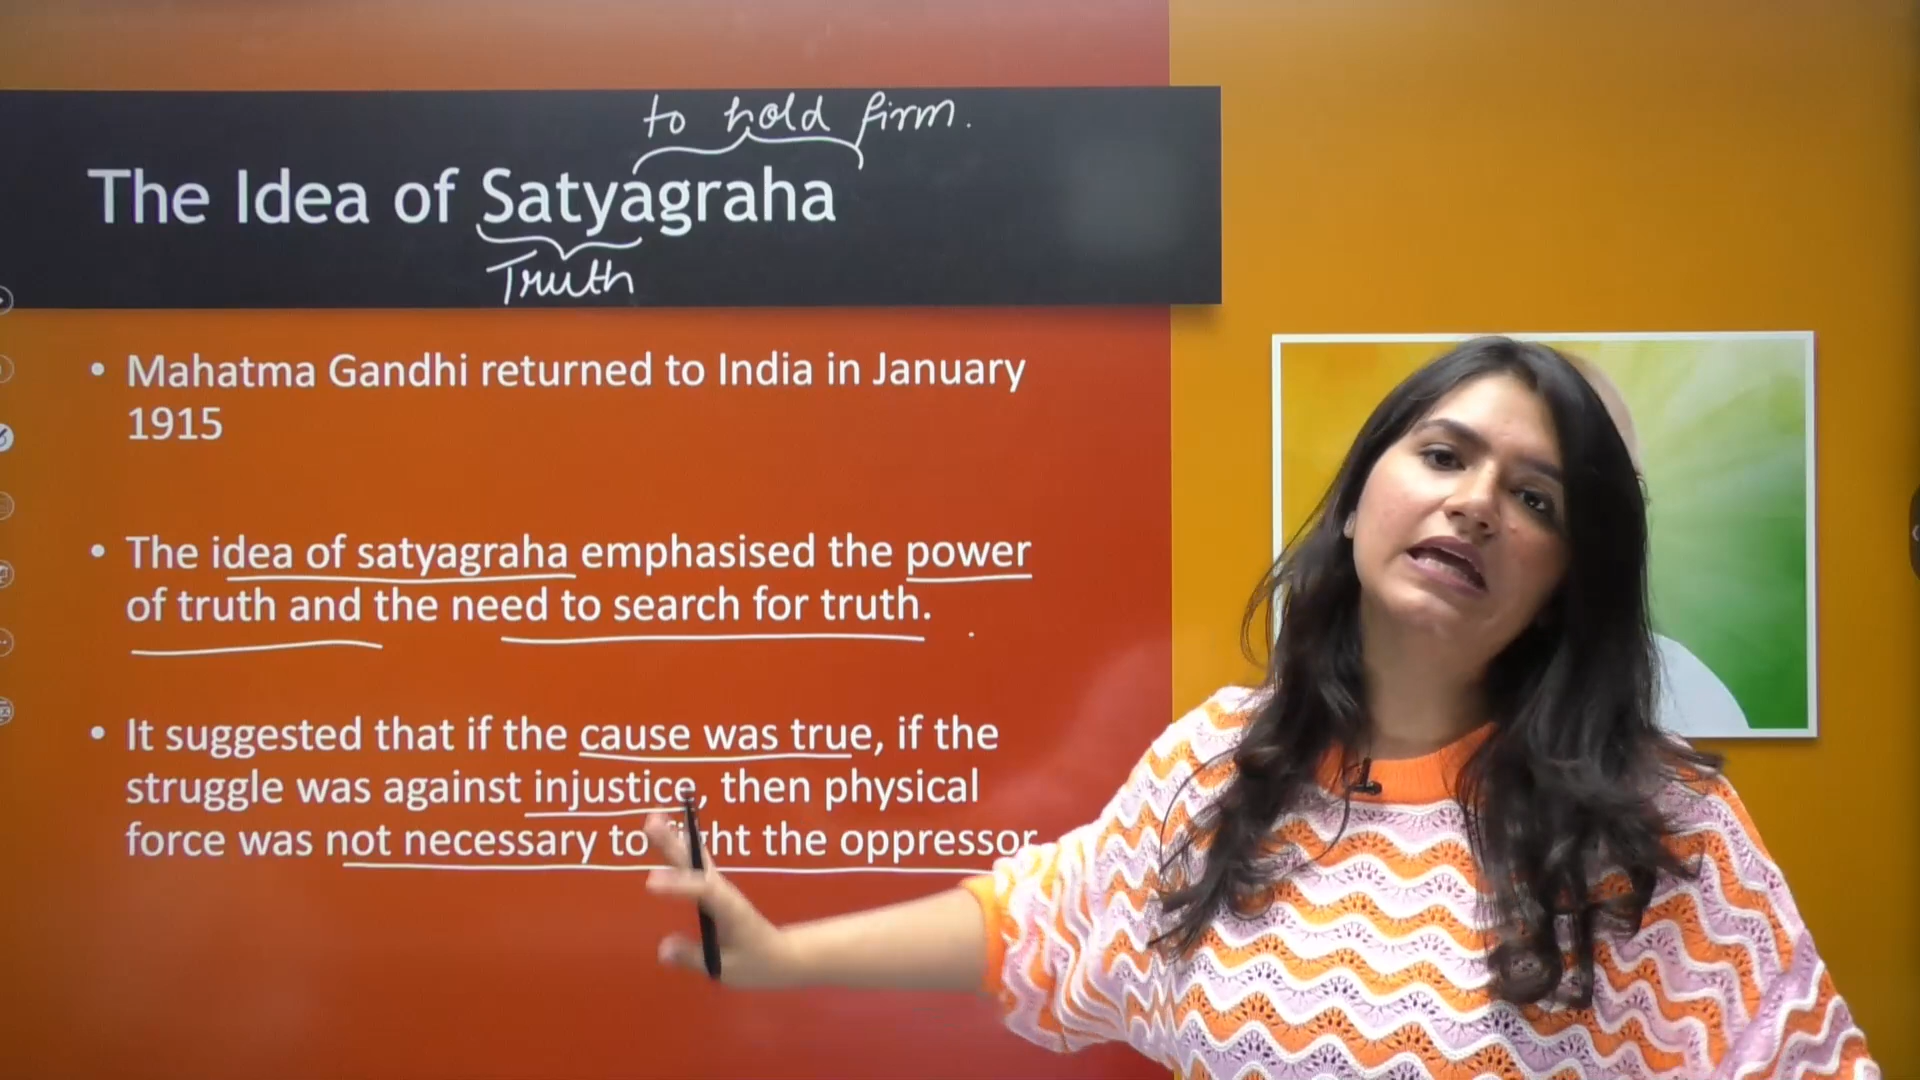 to hold firm.
The Idea of Satyagraha
Truth
• Mahatma Gandhi returned to India in January
1915
• The idea of satyagraha emphasised the power
of truth and the need to search for truth.
• It suggested that if the cause was true, if the
struggle was against injustice, then physical
force was not necessary to fight the oppressor